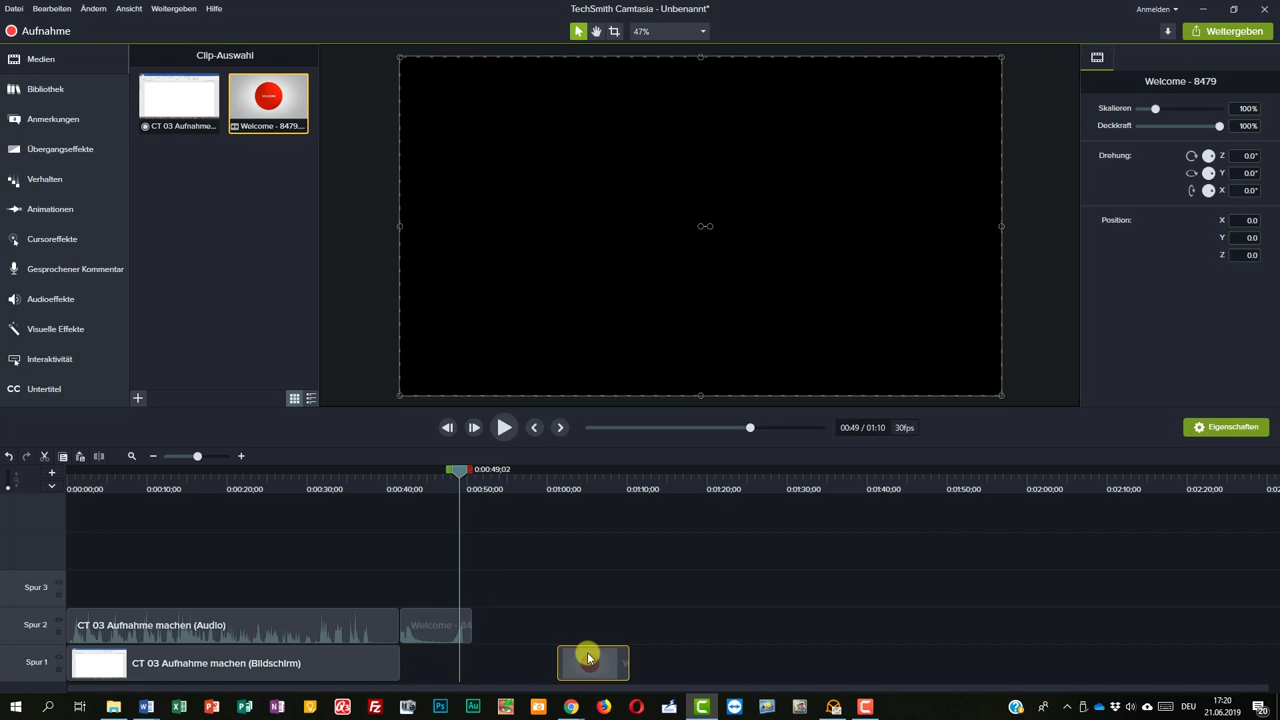 Datei Bearbeiten Ändern Ansicht Weitergeben Hilfe
TechSmith Camtasia - Unbenannt*
Anmelden
Aufnahme
47%
Weitergeben
Medien
Bibliothek
Anmerkungen
Übergangseffekte
Verhalten
Animationen
Cursoreffekte
Gesprochener Kommentar
Audioeffekte
Visuelle Effekte
Interaktivität
CC Untertitel
Clip-Auswahl
CT 03 Aufnahme...
Welcome - 8479....
Welcome - 8479
Skalieren 100%
Deckkraft 100%
Drehung: Z 0.0°
Y 0.0°
X 0.0°
Position: X 0.0
Y 0.0
Z 0.0
00:49 / 01:10 30fps
Eigenschaften
0:00:49;02
0:00:00;00 0:00:10;00 0:00:20;00 0:00:30;00 0:00:40;00 0:00:50;00 0:01:00;00 0:01:10;00 0:01:20;00 0:01:30;00 0:01:40;00 0:01:50;00 0:02:00;00 0:02:10;00 0:02:20;00
Spur 3
Spur 2
CT 03 Aufnahme machen (Audio)
Welcome - 84
Spur 1
CT 03 Aufnahme machen (Bildschirm)
DEU
17:20
21.06.2019
20